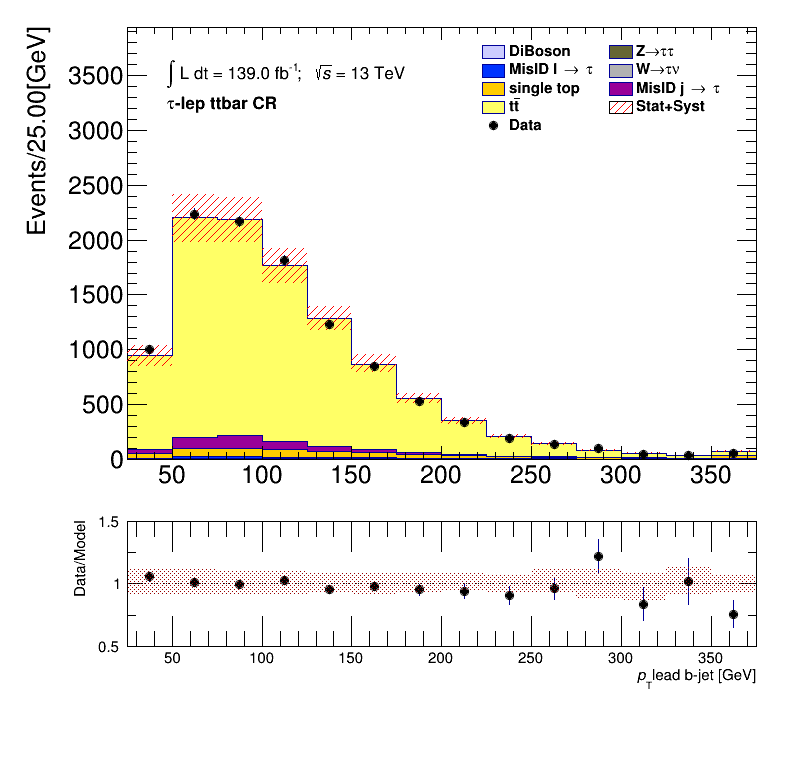 Events/25.00[GeV]
3500
3000
2500
2000
1500
1000
500
0
∫ L dt = 139.0 fb⁻¹; √s = 13 TeV
τ-lep ttbar CR
DiBoson
MisID l → τ
single top
tt̄
Data
Z→ττ
W→τν
MisID j → τ
Stat+Syst
50 100 150 200 250 300 350
Data/Model
1.5
1
0.5
50 100 150 200 250 300 350
p_T lead b-jet [GeV]